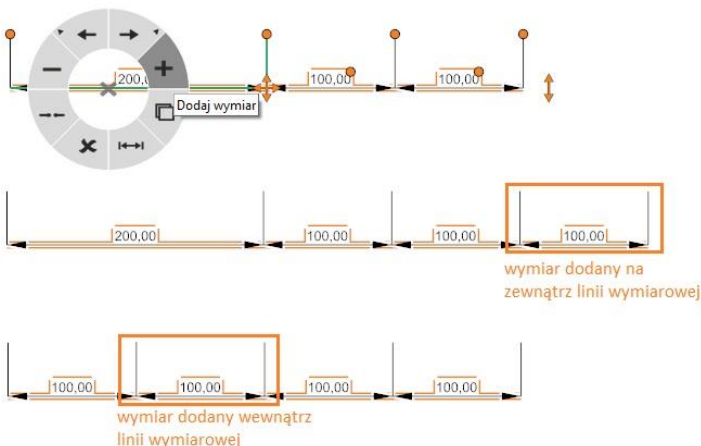 200,0
100,00
100,00
Dodaj wymiar
200,00
100,00
100,00
100,00
wymiar dodany na
zewnątrz linii wymiarowej
100,00
100,00
100,00
100,00
wymiar dodany wewnątrz
linii wymiarowej